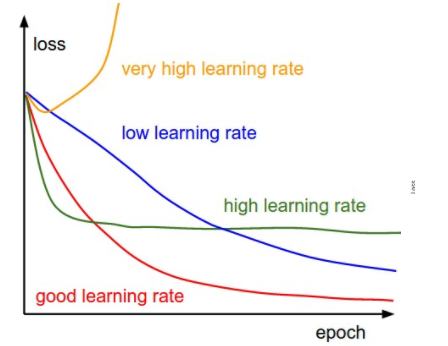 loss
very high learning rate
low learning rate
high learning rate
good learning rate
epoch